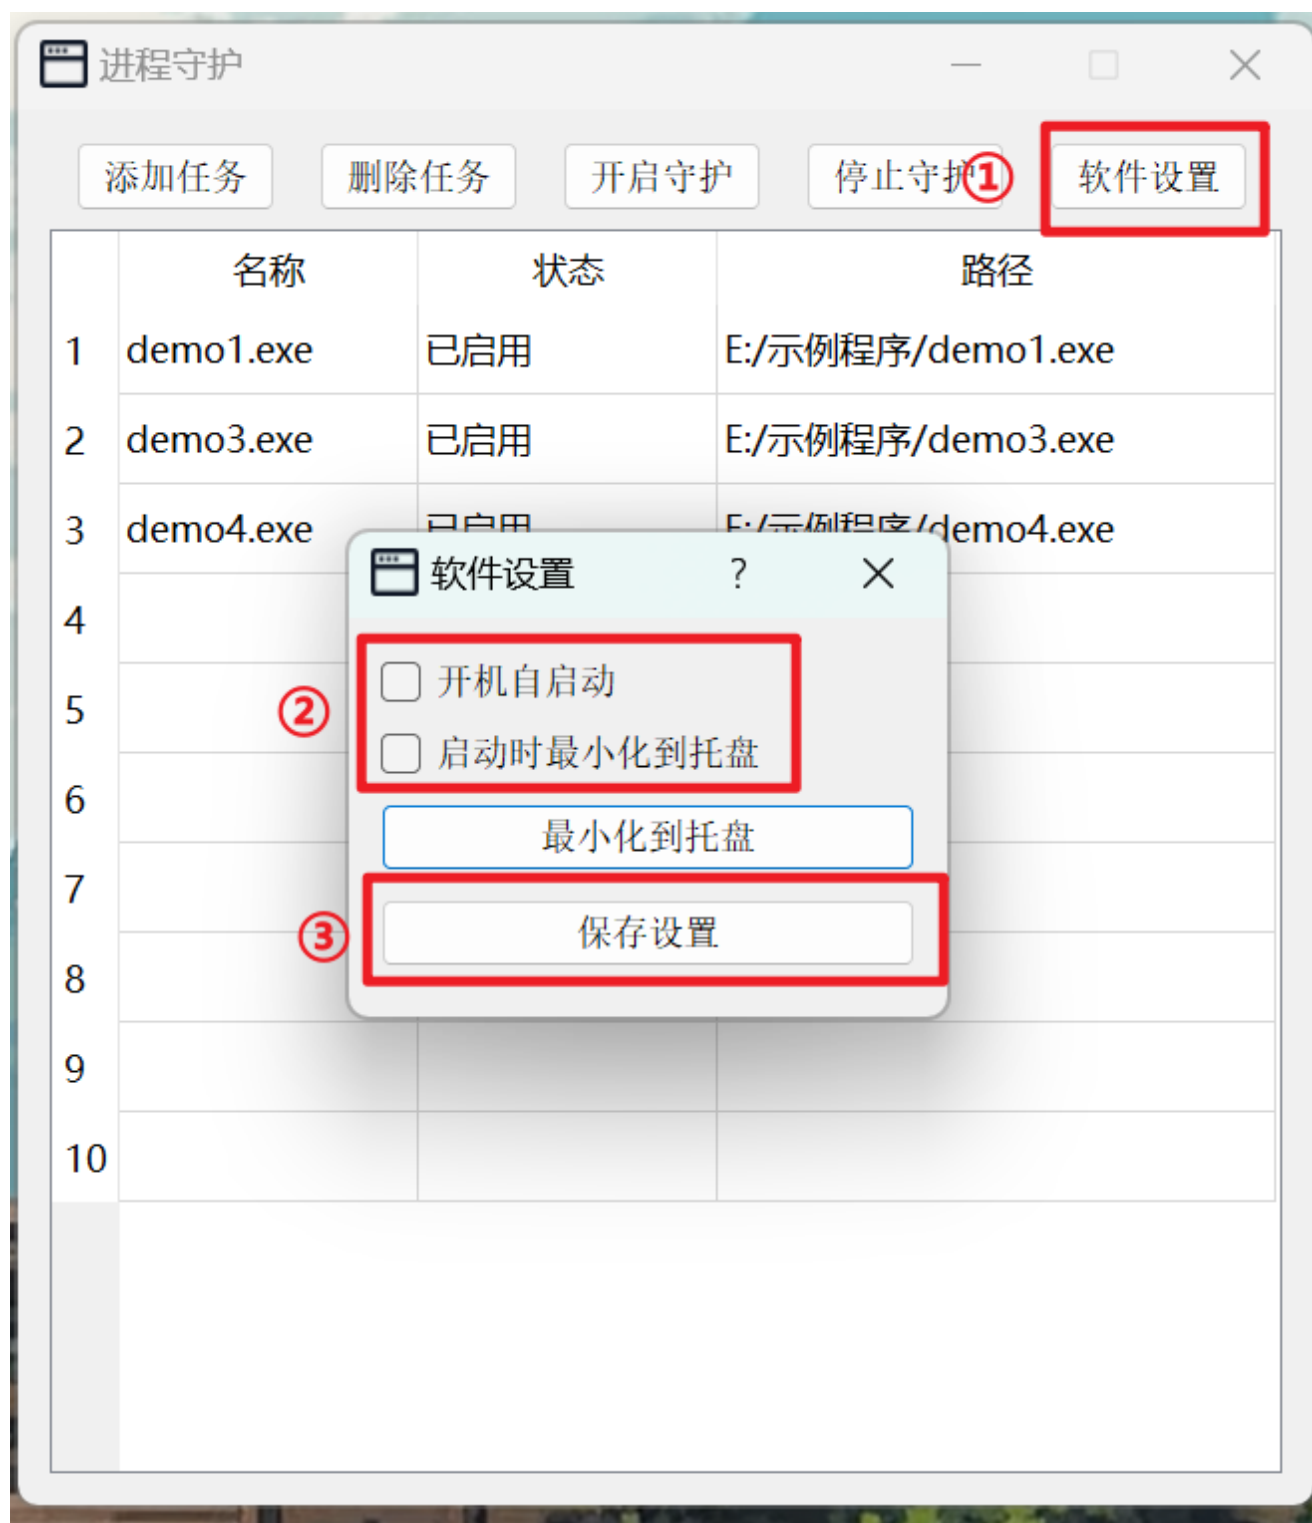 进程守护
添加任务 删除任务 开启守护 停止守护 ① 软件设置
名称 状态 路径
1 demo1.exe 已启用 E:/示例程序/demo1.exe
2 demo3.exe 已启用 E:/示例程序/demo3.exe
3 demo4.exe 已启用 E:/示例程序/demo4.exe
软件设置 ?
4
② 开机自启动
5
启动时最小化到托盘
6
最小化到托盘
7
③ 保存设置
8
9
10